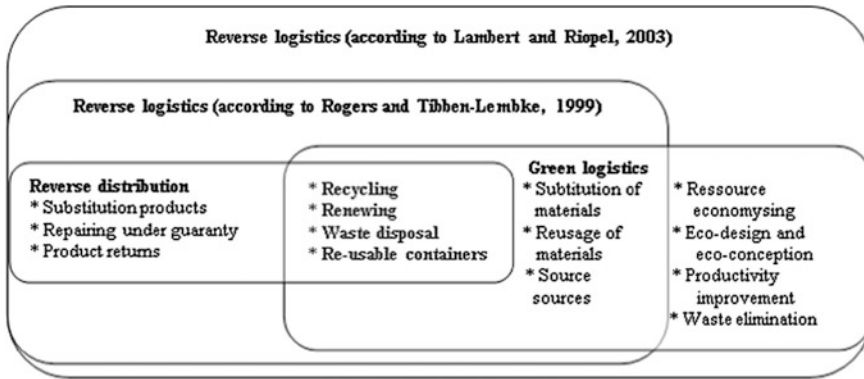 Reverse logistics (according to Lambert and Riopel, 2003)
Reverse logistics (according to Rogers and Tibben-Lembke, 1999)
Reverse distribution
* Substitution products
* Repairing under guaranty
* Product returns
* Recycling
* Renewing
* Waste disposal
* Re-usable containers
Green logistics
* Subtitution of
materials
* Reusage of
materials
* Source
sources
* Ressource
economysing
* Eco-design and
eco-conception
* Productivity
improvement
* Waste elimination